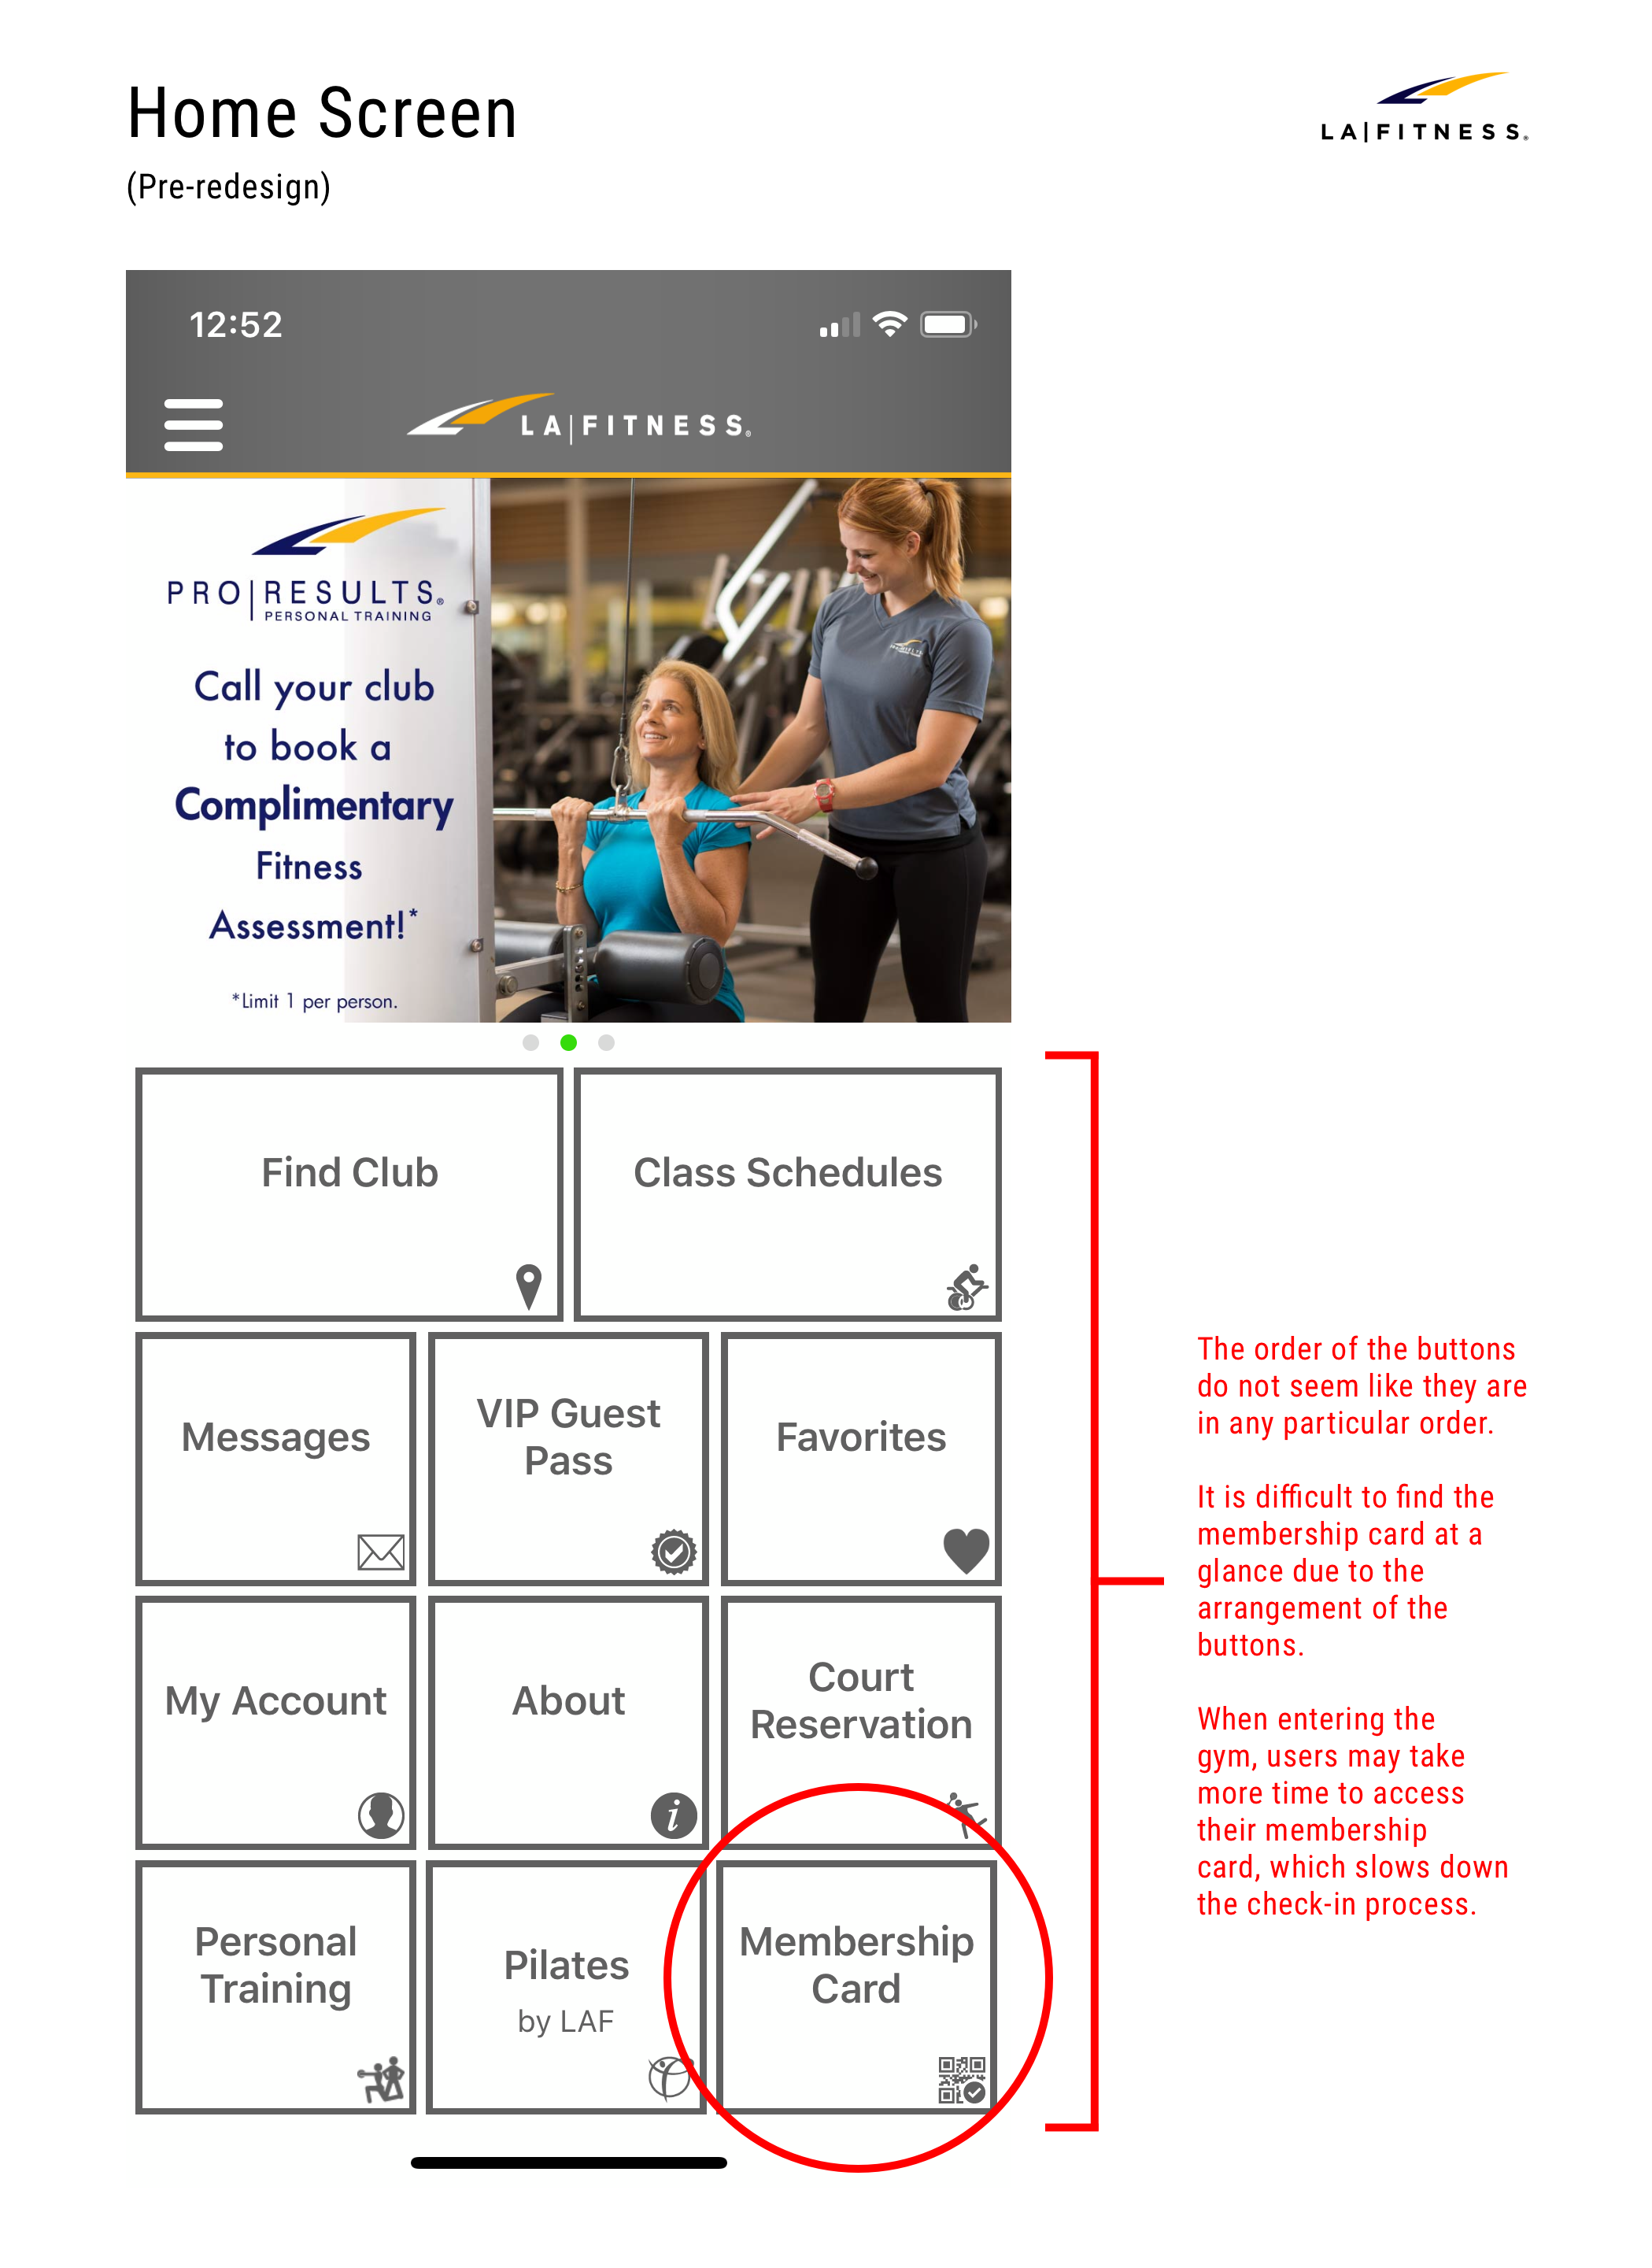 Home Screen
(Pre-redesign)
LA|FITNESS®
12:52
LA|FITNESS®
PRO|RESULTS®
PERSONAL TRAINING
Call your club
to book a
Complimentary
Fitness
Assessment!*
*Limit 1 per person.
Find Club
Class Schedules
Messages
VIP Guest
Pass
Favorites
My Account
About
Court
Reservation
Personal
Training
Pilates
by LAF
Membership
Card
The order of the buttons
do not seem like they are
in any particular order.
It is difficult to find the
membership card at a
glance due to the
arrangement of the
buttons.
When entering the
gym, users may take
more time to access
their membership
card, which slows down
the check-in process.